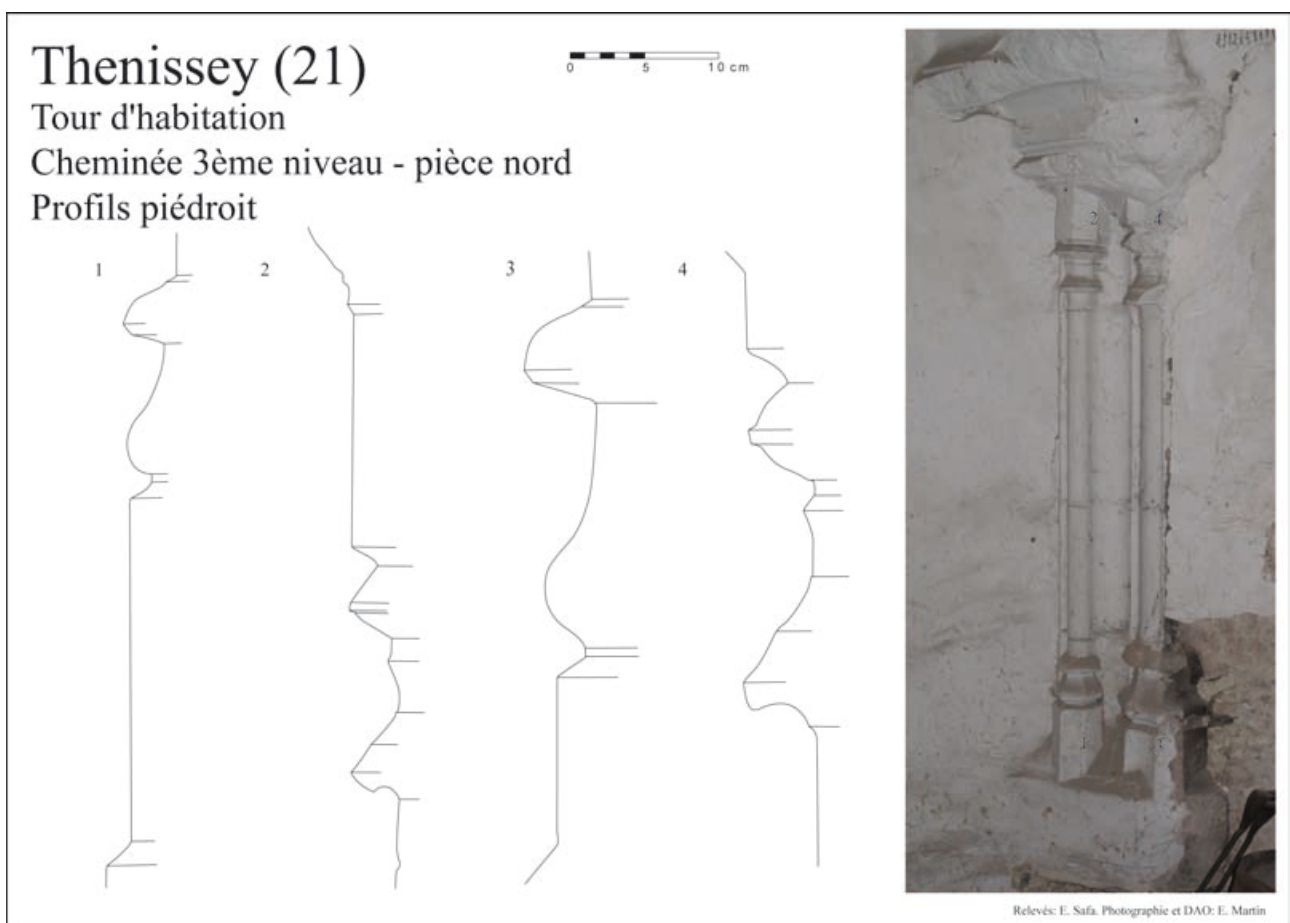 Thenissey (21)
Tour d'habitation
Cheminée 3ème niveau - pièce nord
Profils piédroit
0 5 10 cm
1 2 3 4
2 4
1
Relevés: E. Safa. Photographie et DAO: E. Martin